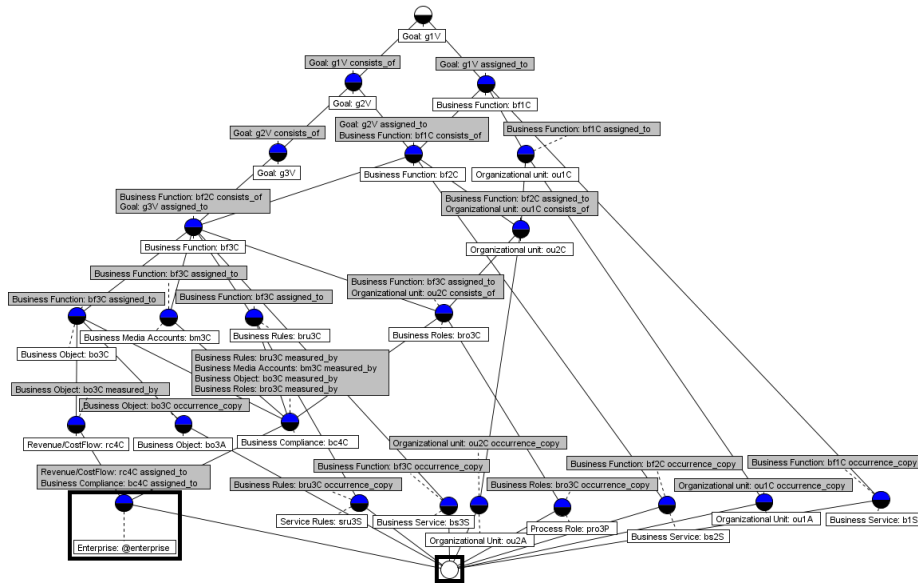 Goal: g1V
Goal: g1V consists_of
Goal: g1V assigned_to
Goal: g2V
Business Function: bf1C
Goal: g2V assigned_to
Business Function: bf1C consists_of
Business Function: bf1C assigned_to
Goal: g2V consists_of
Goal: g3V
Business Function: bf2C
Organizational unit: ou1C
Business Function: bf2C consists_of
Goal: g3V assigned_to
Business Function: bf2C assigned_to
Organizational unit: ou1C consists_of
Business Function: bf3C
Organizational unit: ou2C
Business Function: bf3C assigned_to
Business Function: bf3C assigned_to
Organizational unit: ou2C consists_of
Business Function: bf3C assigned_to
Business Function: bf3C assigned_to
Business Media Accounts: bm3C
Business Rules: bru3C
Business Roles: bro3C
Business Object: bo3C
Business Rules: bru3C measured_by
Business Media Accounts: bm3C measured_by
Business Object: bo3C measured_by
Business Roles: bro3C measured_by
Business Object: bo3C measured_by
Business Object: bo3C occurrence_copy
Revenue/CostFlow: rc4C
Business Object: bo3A
Business Compliance: bc4C
Organizational unit: ou2C occurrence_copy
Revenue/CostFlow: rc4C assigned_to
Business Compliance: bc4C assigned_to
Business Function: bf3C occurrence_copy
Business Function: bf2C occurrence_copy
Business Function: bf1C occurrence_copy
Business Rules: bru3C occurrence_copy
Business Roles: bro3C occurrence_copy
Organizational unit: ou1C occurrence_copy
Service Rules: sru3S
Business Service: bs3S
Process Role: pro3P
Organizational Unit: ou1A
Business Service: b1S
Enterprise: @enterprise
Organizational Unit: ou2A
Business Service: bs2S